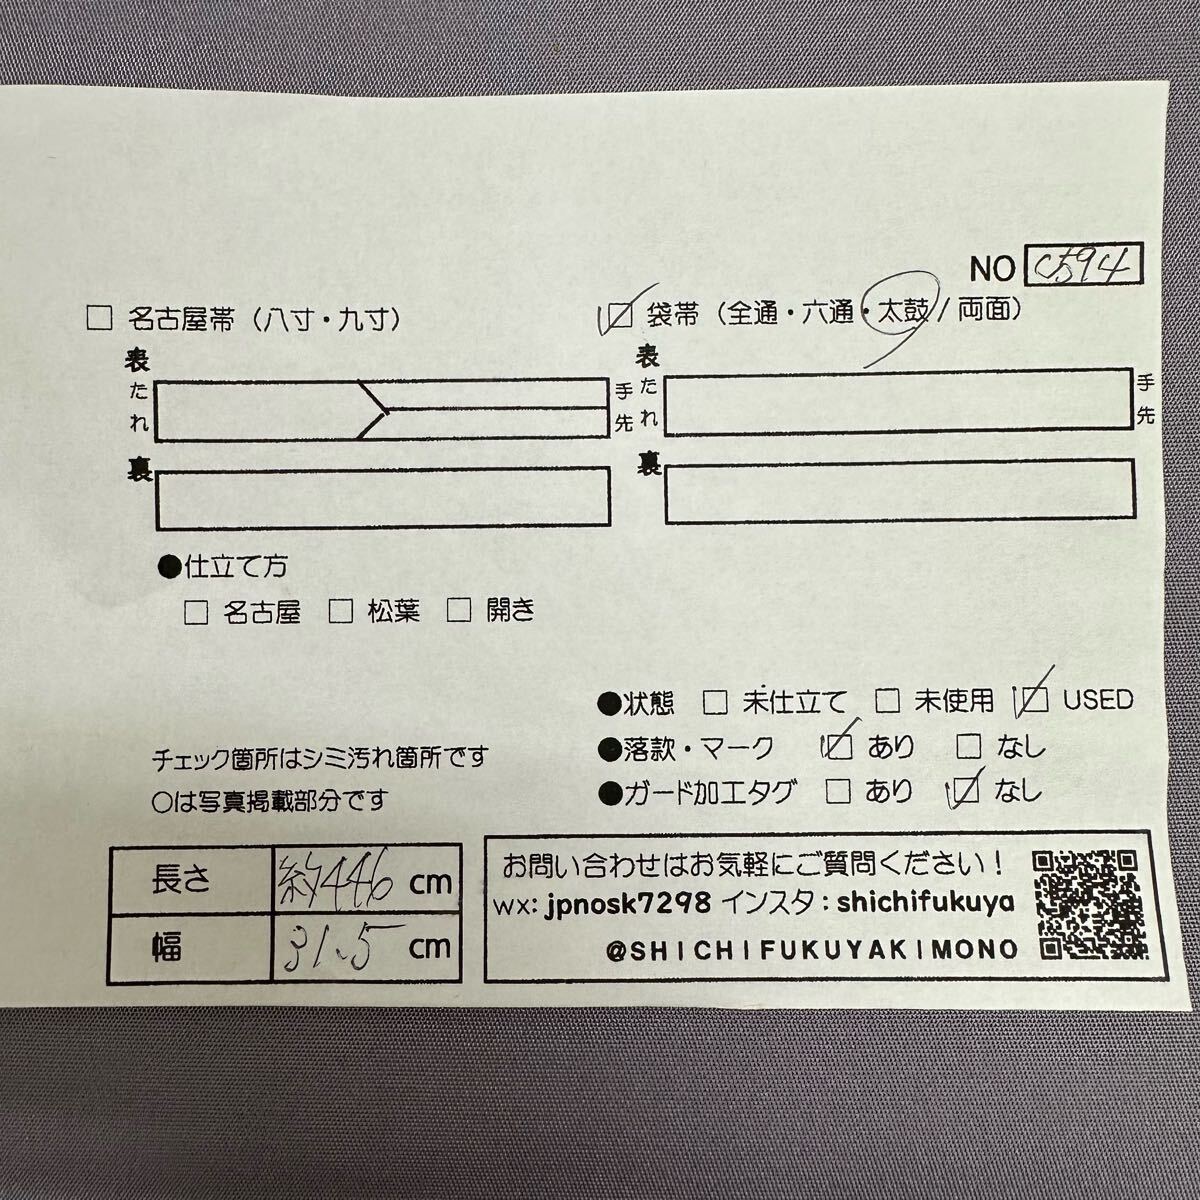 NO C594
□ 名古屋帯（八寸・九寸）
☑ 袋帯（全通・六通・太鼓/両面）
表
たれ
手先
裏
表
たれ
手先
裏
●仕立て方
□ 名古屋 □ 松葉 □ 開き
●状態 □ 未仕立て □ 未使用 ☑ USED
●落款・マーク ☑ あり □ なし
●ガード加工タグ □ あり ☑ なし
チェック箇所はシミ汚れ箇所です
○は写真掲載部分です
長さ 約446 cm
幅 31.5 cm
お問い合わせはお気軽にご質問ください！
wx: jpnosk7298 インスタ：shichifukuya
@SHICHIFUKUYAKIMONO